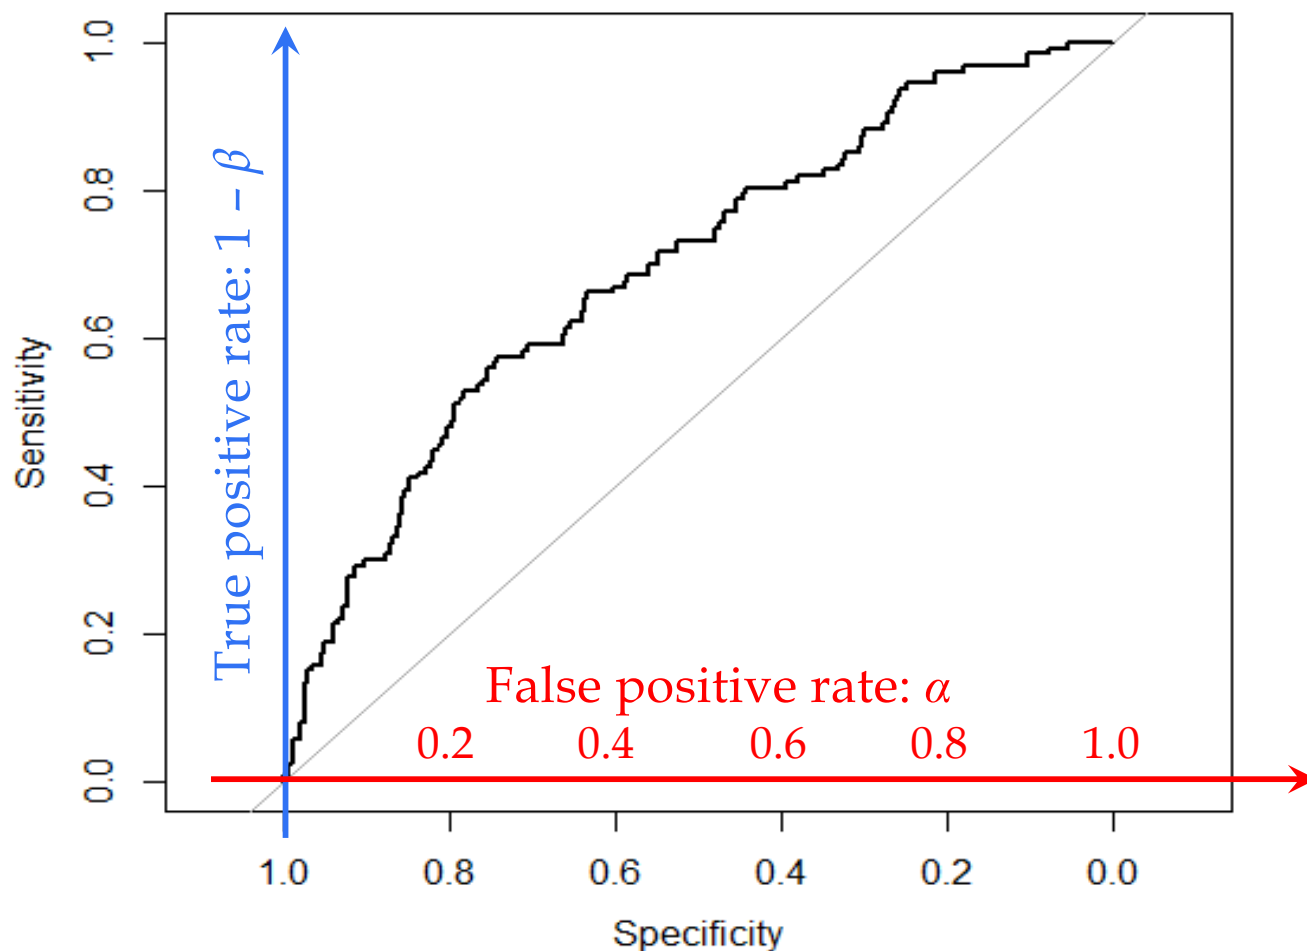 1.0
0.8
0.6
0.4
0.2
0.0
Sensitivity
True positive rate: 1 – β
False positive rate: α
0.2 0.4 0.6 0.8 1.0
1.0 0.8 0.6 0.4 0.2 0.0
Specificity